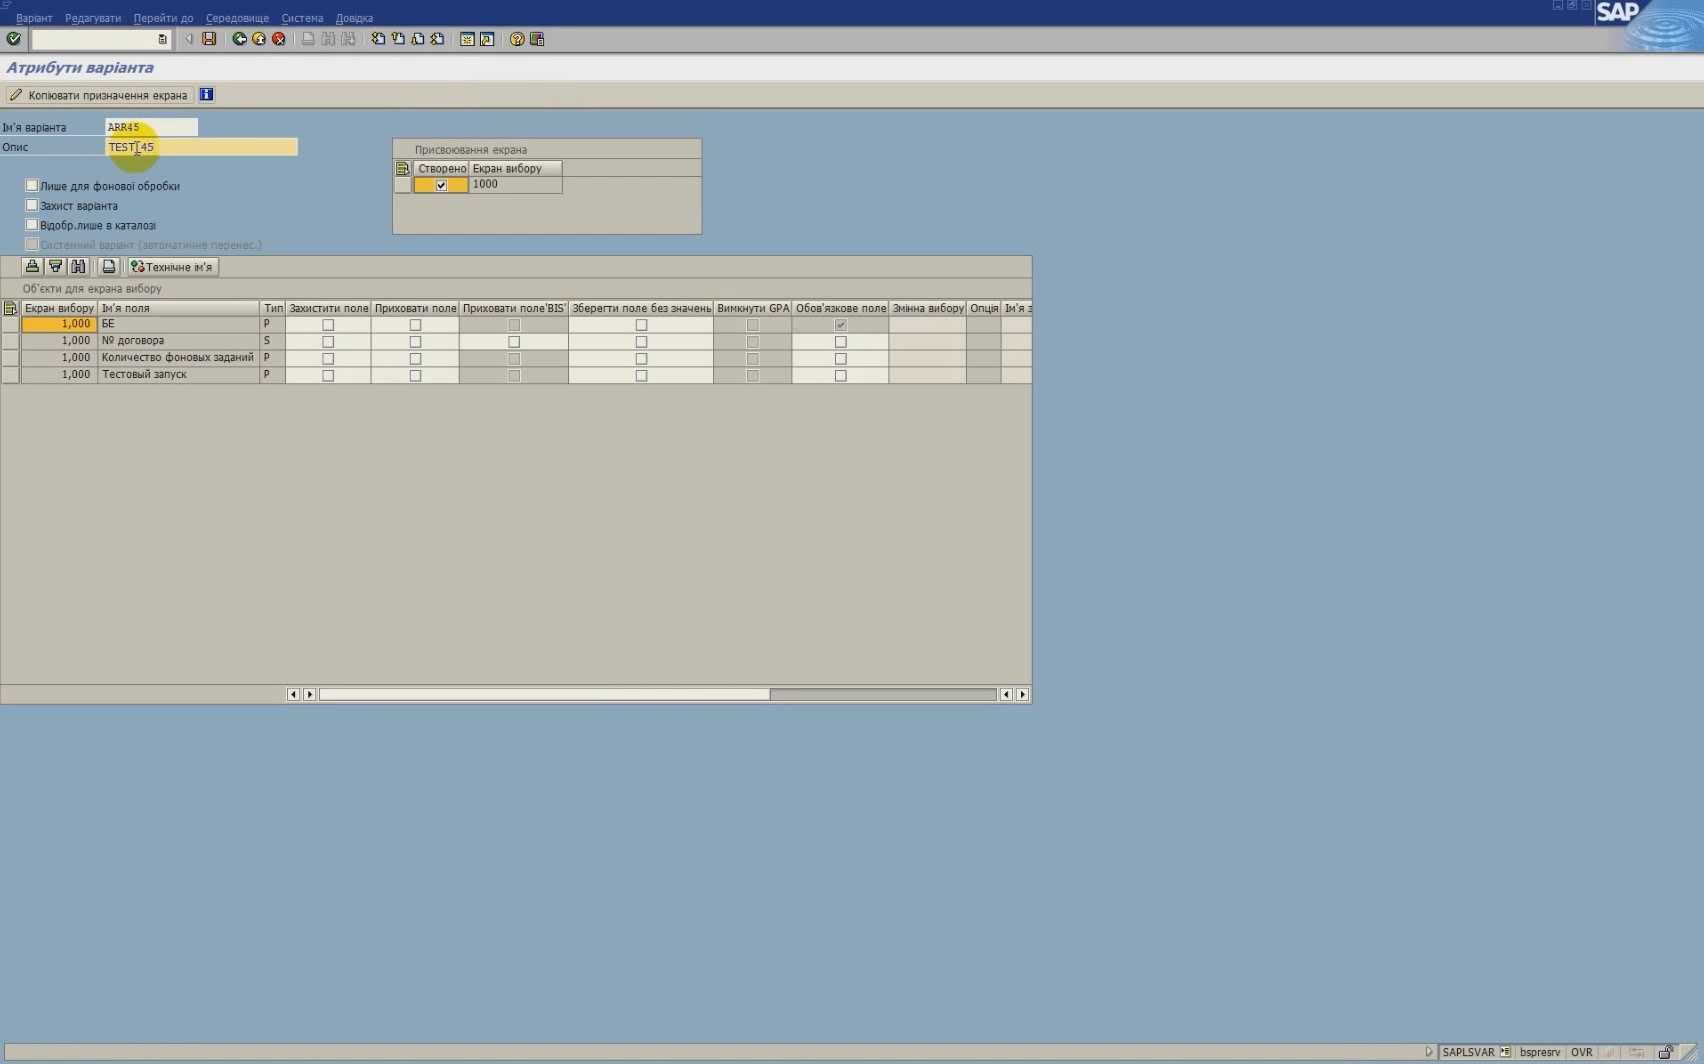 Варіант Редагувати Перейти до Середовище Система Довідка
SAP
Атрибути варіанта
Копіювати призначення екрана
Ім'я варіанта ARR45
Опис TEST 45
Присвоювання екрана
Створено Екран вибору
1000
Лише для фонової обробки
Захист варіанта
Відобр.лише в каталозі
Системний варіант (автоматичне перенес.)
Технічне ім'я
Об'єкти для екрана вибору
Екран вибору Ім'я поля Тип Захистити поле Приховати поле Приховати поле'BIS' Зберегти поле без значень Вимкнути GPA Обов'язкове поле Змінна вибору Опція Ім'я з
1,000 БЕ P
1,000 № договора S
1,000 Количество фоновых заданий P
1,000 Тестовый запуск P
SAPLSVAR bspresrv OVR